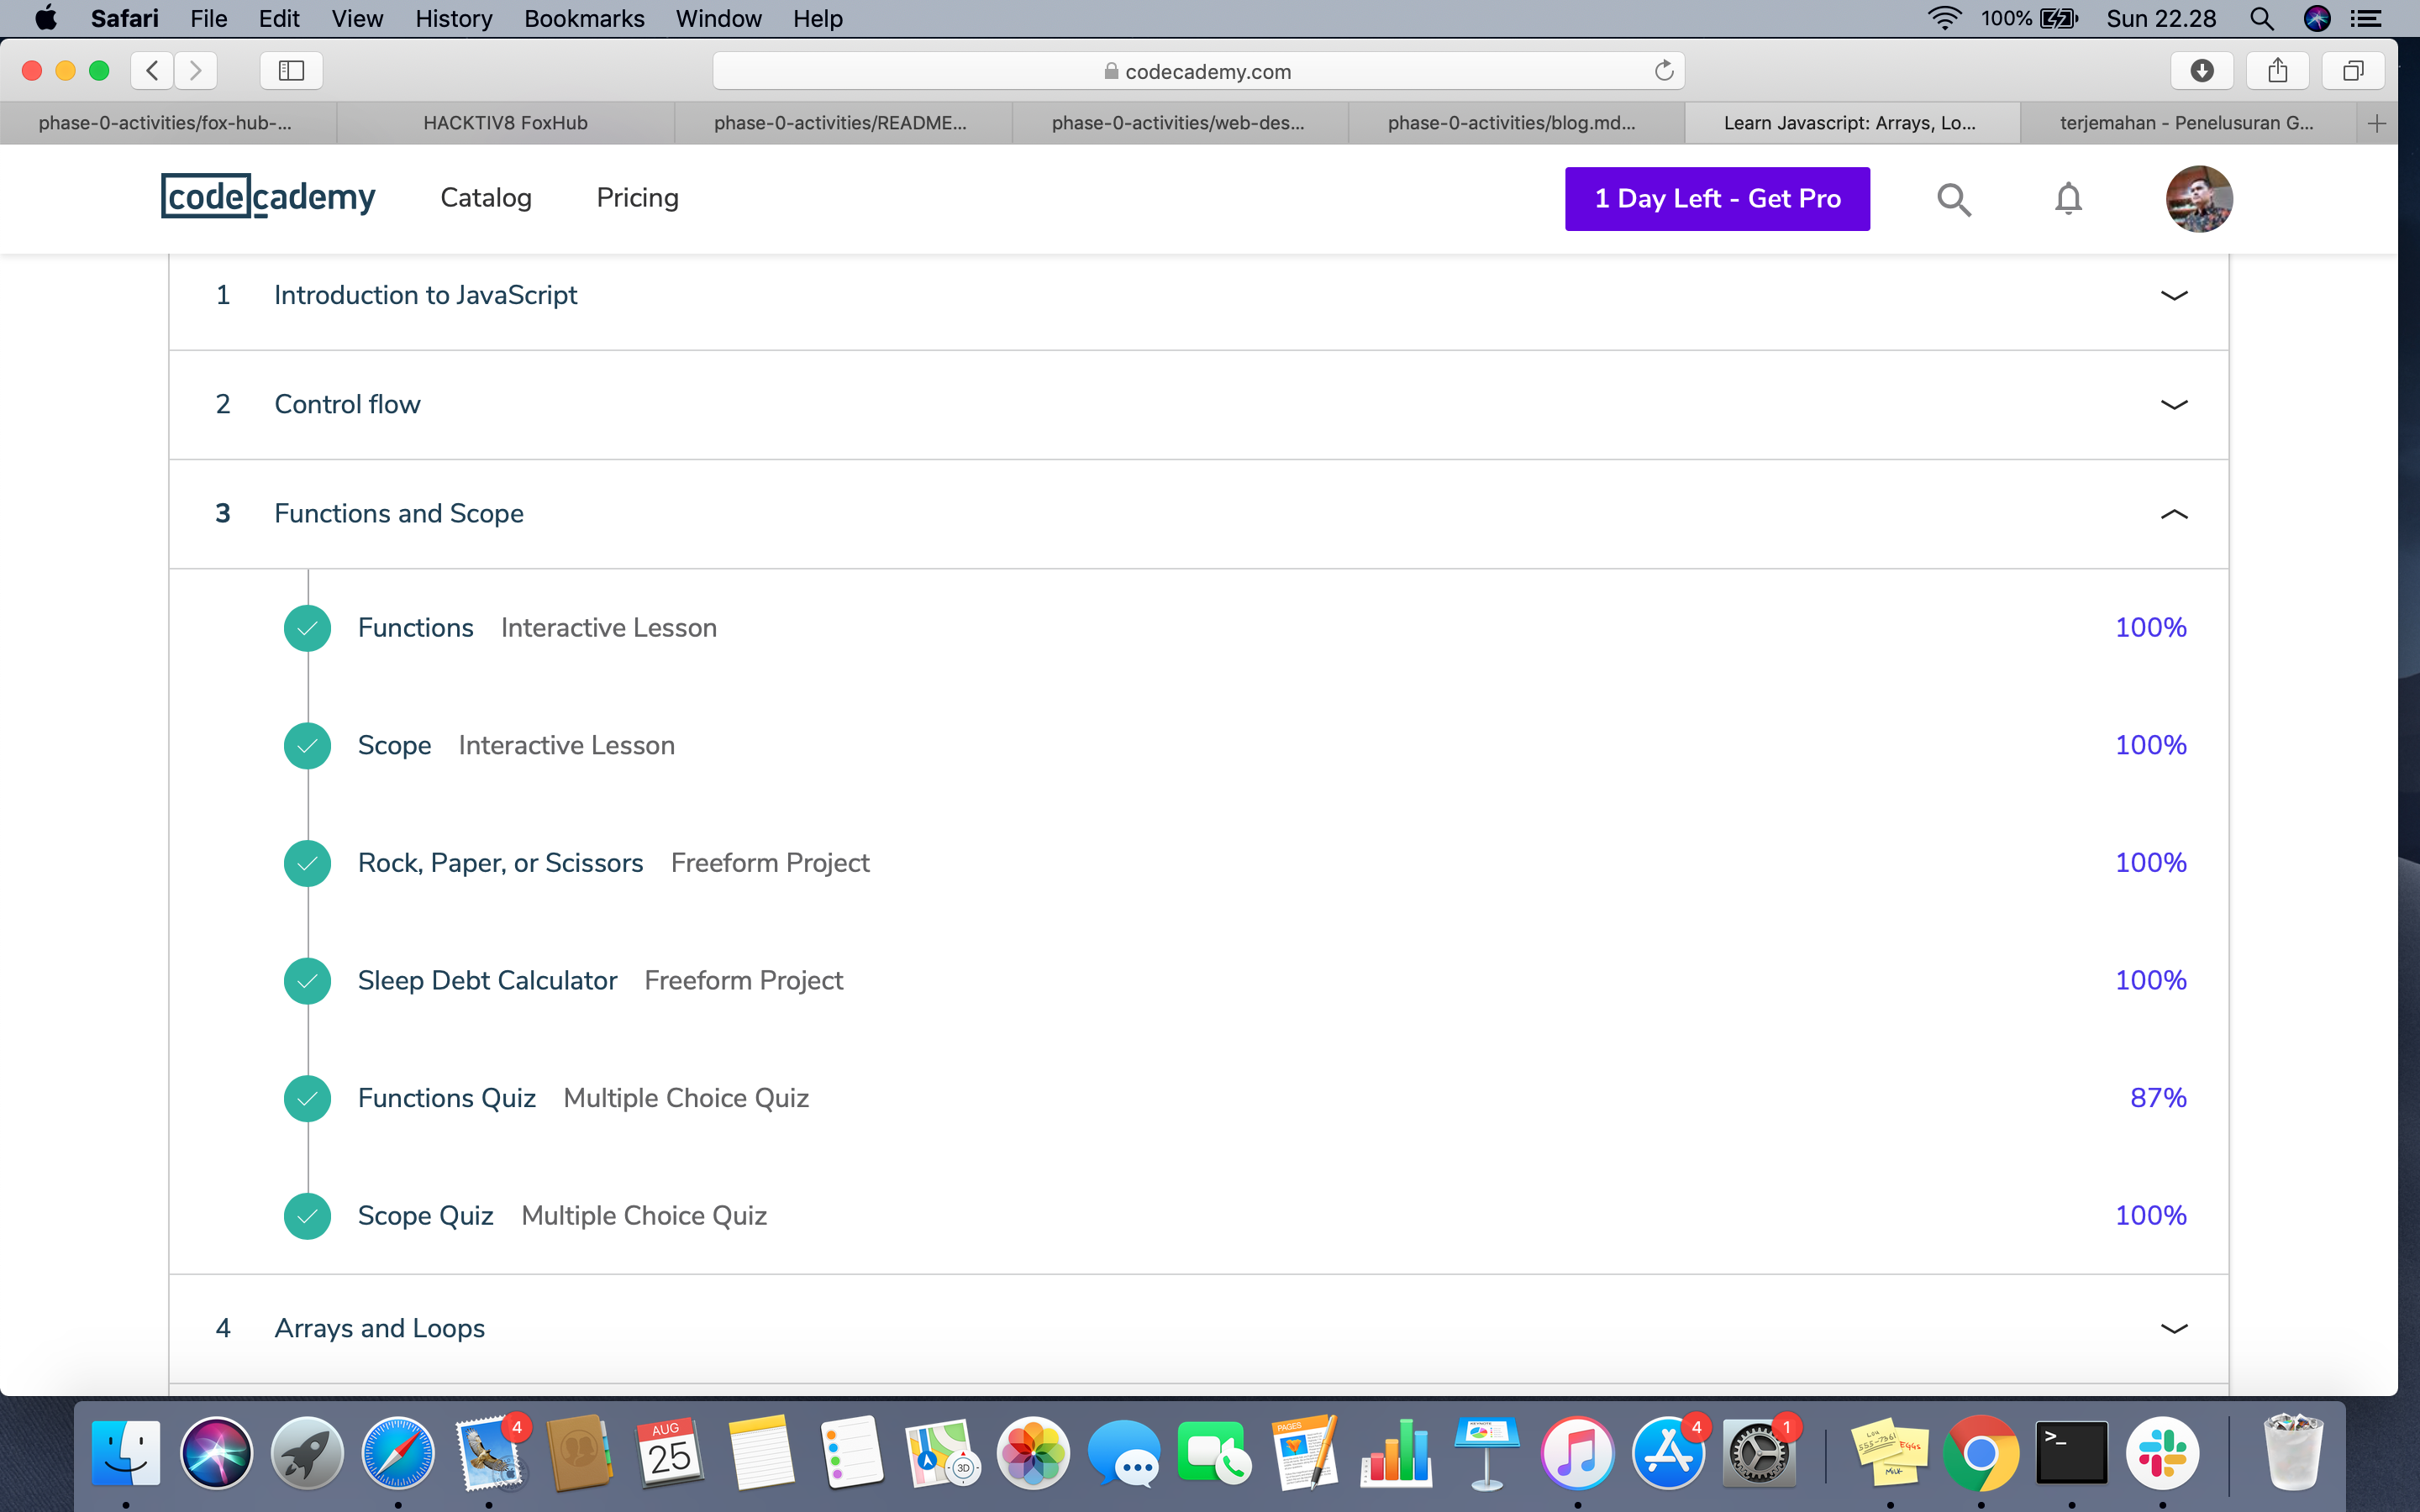 Safari File Edit View History Bookmarks Window Help 100% Sun 22.28
codecademy.com
phase-0-activities/fox-hub-... HACKTIV8 FoxHub phase-0-activities/README... phase-0-activities/web-des... phase-0-activities/blog.md... Learn Javascript: Arrays, Lo... terjemahan - Penelusuran G...
codecademy Catalog Pricing 1 Day Left - Get Pro
1 Introduction to JavaScript
2 Control flow
3 Functions and Scope
Functions Interactive Lesson 100%
Scope Interactive Lesson 100%
Rock, Paper, or Scissors Freeform Project 100%
Sleep Debt Calculator Freeform Project 100%
Functions Quiz Multiple Choice Quiz 87%
Scope Quiz Multiple Choice Quiz 100%
4 Arrays and Loops
4 AUG 25 3D PAGES 4 1 EGGS MILK >_